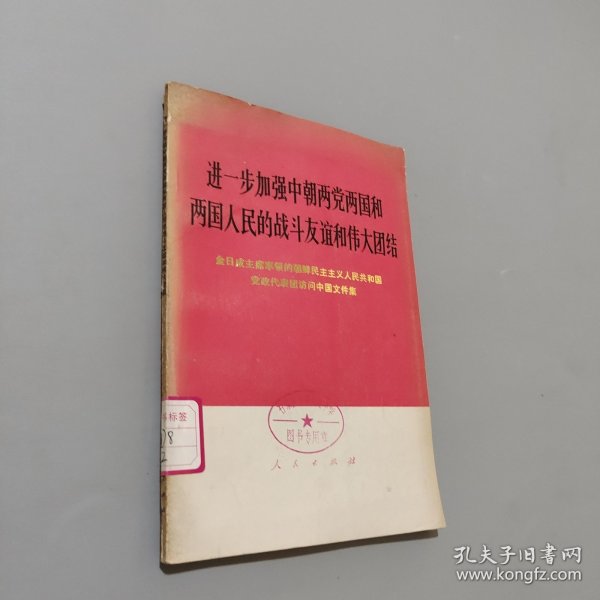 进一步加强中朝两党两国和
两国人民的战斗友谊和伟大团结
金日成主席率领的朝鲜民主主义人民共和国
党政代表团访问中国文件集
标签
图书专用章
人民出版社
孔夫子旧书网
www.kongfz.com